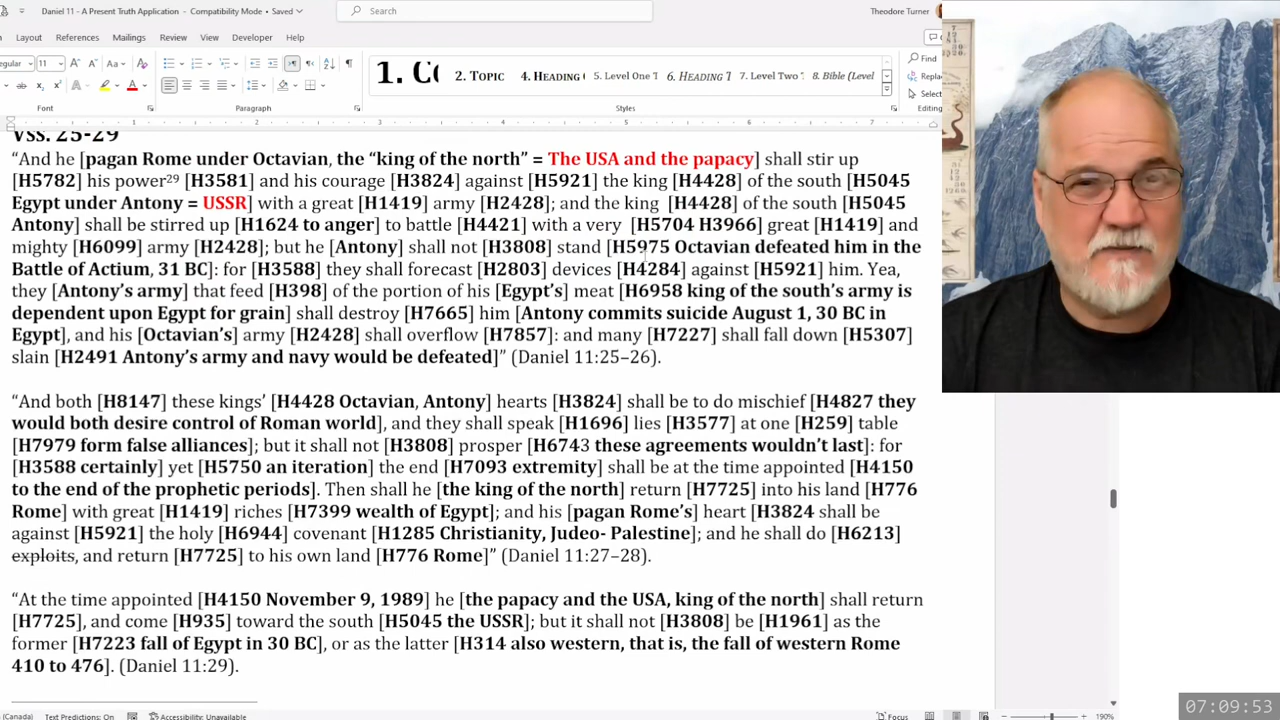 Daniel 11 - A Present Truth Application - Compatibility Mode • Saved
Search
Theodore Turner
Layout References Mailings Review View Developer Help
11
Aa
Find
Font
Paragraph
1. C
2. TOPIC
4. HEADING
5. Level One T
6. HEADING T
7. Level Two
8. Bible (Level
Styles
Editing
1 2 3 4 5 6 7
Vss. 25-29
“And he [pagan Rome under Octavian, the “king of the north” = The USA and the papacy] shall stir up
[H5782] his power29 [H3581] and his courage [H3824] against [H5921] the king [H4428] of the south [H5045
Egypt under Antony = USSR] with a great [H1419] army [H2428]; and the king [H4428] of the south [H5045
Antony] shall be stirred up [H1624 to anger] to battle [H4421] with a very [H5704 H3966] great [H1419] and
mighty [H6099] army [H2428]; but he [Antony] shall not [H3808] stand [H5975 Octavian defeated him in the
Battle of Actium, 31 BC]: for [H3588] they shall forecast [H2803] devices [H4284] against [H5921] him. Yea,
they [Antony’s army] that feed [H398] of the portion of his [Egypt’s] meat [H6958 king of the south’s army is
dependent upon Egypt for grain] shall destroy [H7665] him [Antony commits suicide August 1, 30 BC in
Egypt], and his [Octavian’s] army [H2428] shall overflow [H7857]: and many [H7227] shall fall down [H5307]
slain [H2491 Antony’s army and navy would be defeated]” (Daniel 11:25–26).
“And both [H8147] these kings’ [H4428 Octavian, Antony] hearts [H3824] shall be to do mischief [H4827 they
would both desire control of Roman world], and they shall speak [H1696] lies [H3577] at one [H259] table
[H7979 form false alliances]; but it shall not [H3808] prosper [H6743 these agreements wouldn’t last]: for
[H3588 certainly] yet [H5750 an iteration] the end [H7093 extremity] shall be at the time appointed [H4150
to the end of the prophetic periods]. Then shall he [the king of the north] return [H7725] into his land [H776
Rome] with great [H1419] riches [H7399 wealth of Egypt]; and his [pagan Rome’s] heart [H3824 shall be
against [H5921] the holy [H6944] covenant [H1285 Christianity, Judeo- Palestine]; and he shall do [H6213]
exploits, and return [H7725] to his own land [H776 Rome]” (Daniel 11:27–28).
“At the time appointed [H4150 November 9, 1989] he [the papacy and the USA, king of the north] shall return
[H7725], and come [H935] toward the south [H5045 the USSR]; but it shall not [H3808] be [H1961] as the
former [H7223 fall of Egypt in 30 BC], or as the latter [H314 also western, that is, the fall of western Rome
410 to 476]. (Daniel 11:29).
(Canada) Text Predictions: On Accessibility: Unavailable Focus 190%
07:09:53